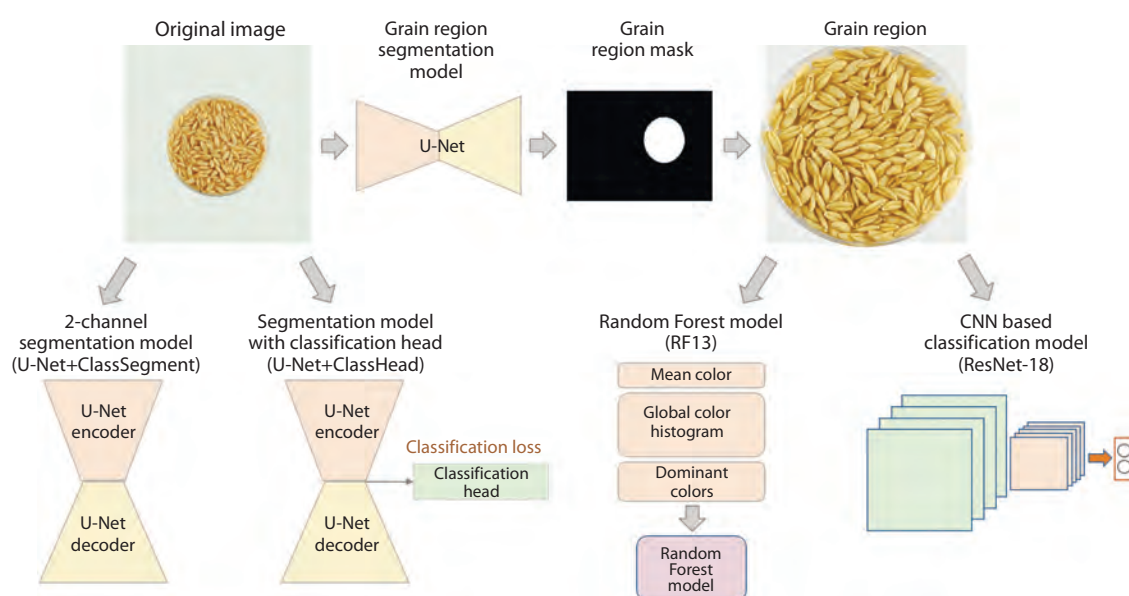 Original image
Grain region
segmentation
model
Grain
region mask
Grain region
U-Net
2-channel
segmentation model
(U-Net+ClassSegment)
Segmentation model
with classification head
(U-Net+ClassHead)
Random Forest model
(RF13)
CNN based
classification model
(ResNet-18)
U-Net
encoder
U-Net
decoder
U-Net
encoder
U-Net
decoder
Classification loss
Classification
head
Mean color
Global color
histogram
Dominant
colors
Random
Forest
model